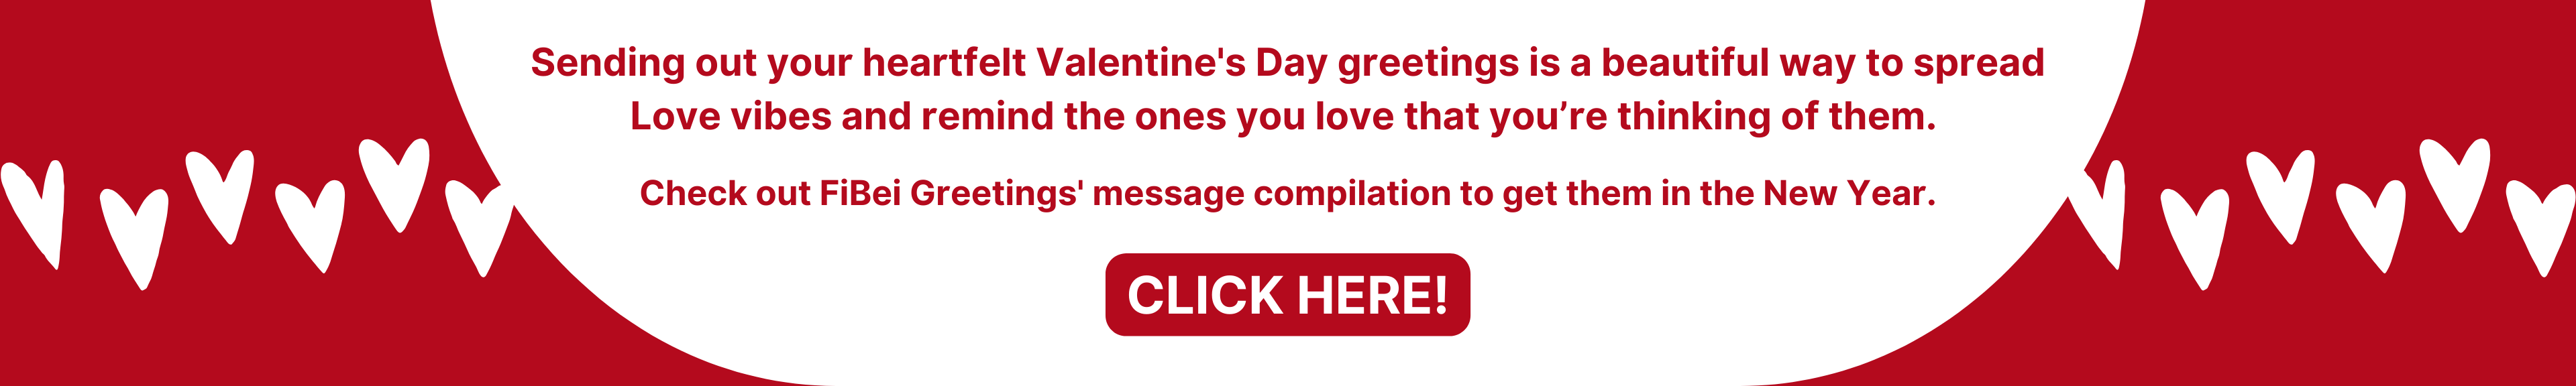 Sending out your heartfelt Valentine's Day greetings is a beautiful way to spread
Love vibes and remind the ones you love that you’re thinking of them.
Check out FiBei Greetings' message compilation to get them in the New Year.
CLICK HERE!